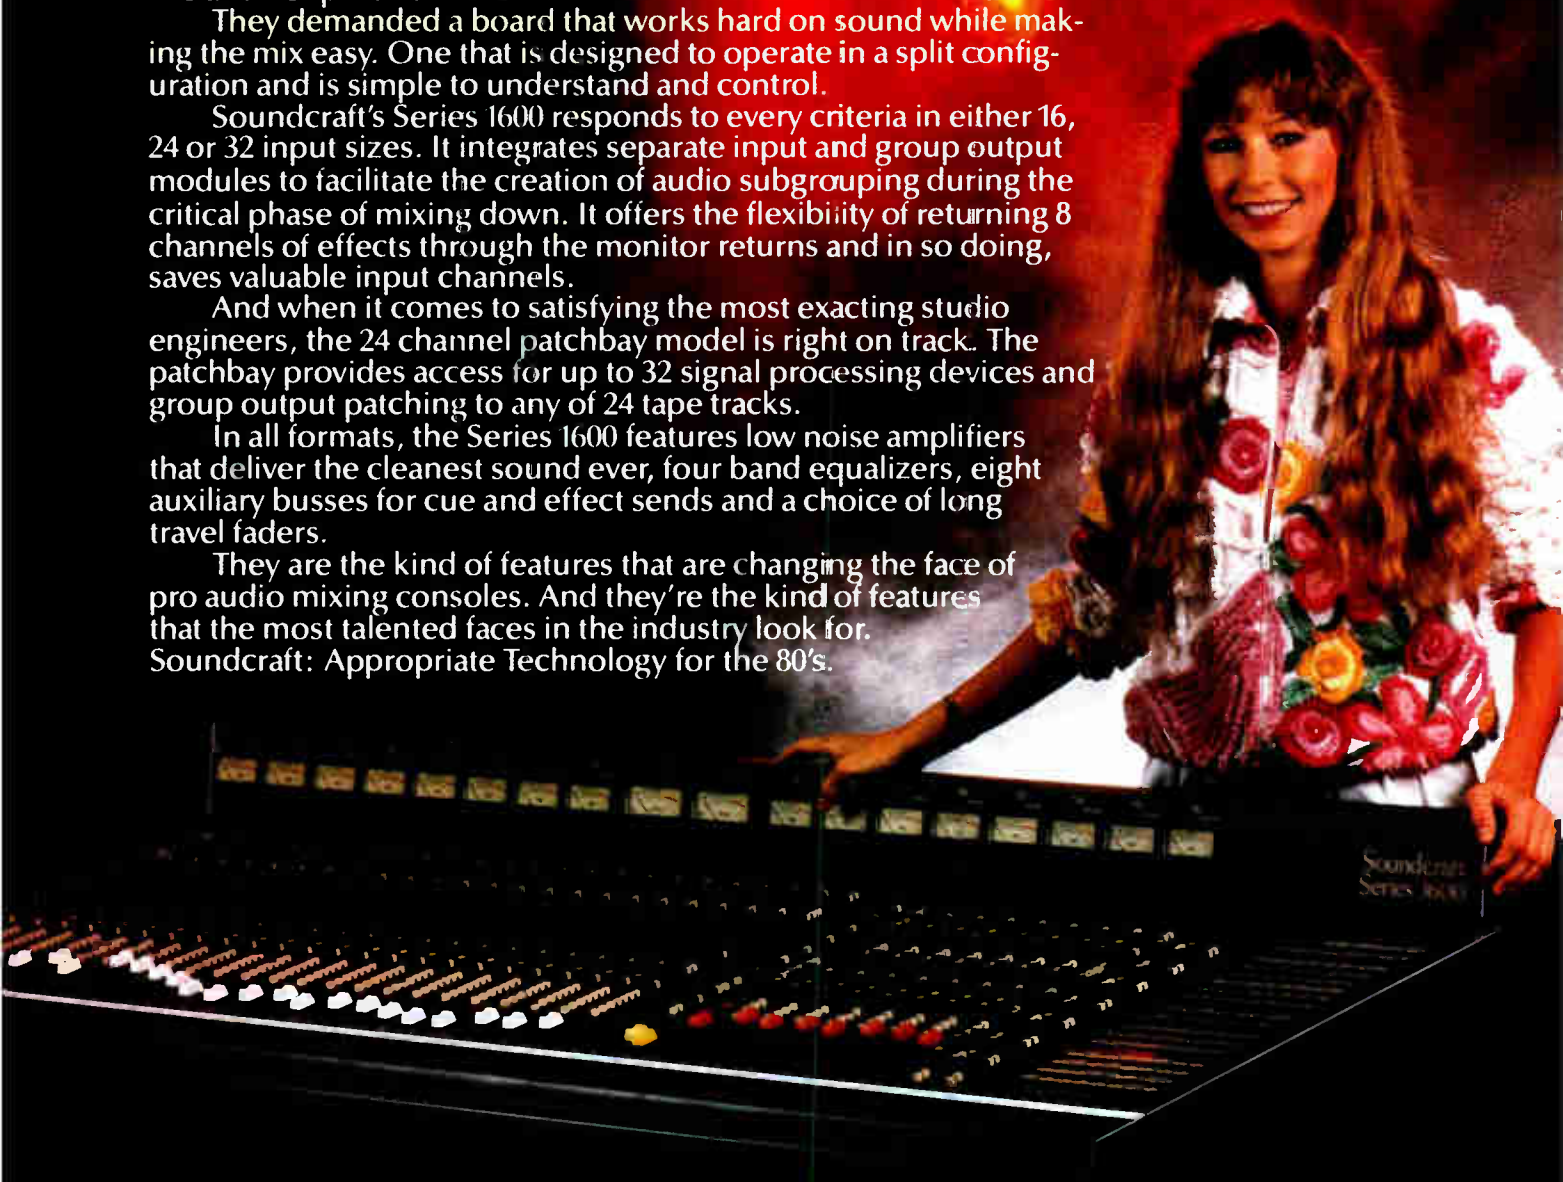 They demanded a board that works hard on sound while mak-
ing the mix easy. One that is designed to operate in a split config-
uration and is simple to understand and control.
Soundcraft's Series 1600 responds to every criteria in either 16,
24 or 32 input sizes. It integrates separate input and group output
modules to facilitate the creation of audio subgrouping during the
critical phase of mixing down. It offers the flexibility of returning 8
channels of effects through the monitor returns and in so doing,
saves valuable input channels.
And when it comes to satisfying the most exacting studio
engineers, the 24 channel patchbay model is right on track. The
patchbay provides access for up to 32 signal processing devices and
group output patching to any of 24 tape tracks.
In all formats, the Series 1600 features low noise amplifiers
that deliver the cleanest sound ever, four band equalizers, eight
auxiliary busses for cue and effect sends and a choice of long
travel faders.
They are the kind of features that are changing the face of
pro audio mixing consoles. And they're the kind of features
that the most talented faces in the industry look for.
Soundcraft: Appropriate Technology for the 80's.
Soundcraft
Series 1600